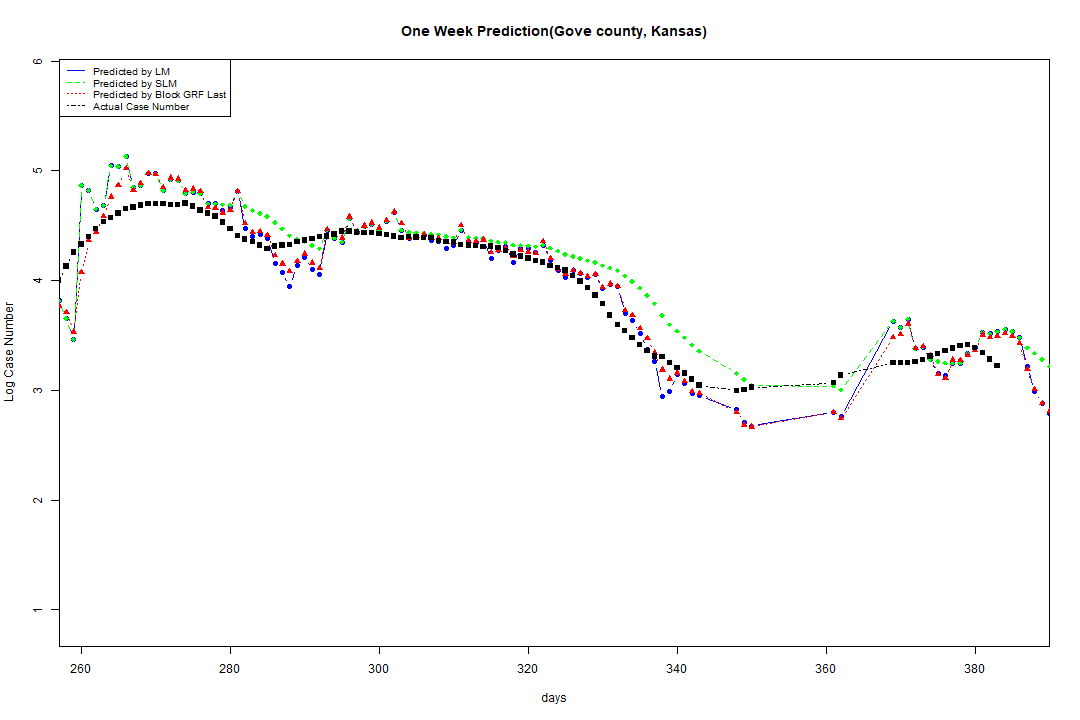 One Week Prediction(Gove county, Kansas)
Predicted by LM
Predicted by SLM
Predicted by Block GRF Last
Actual Case Number
6
5
4
3
2
1
Log Case Number
260 280 300 320 340 360 380
days